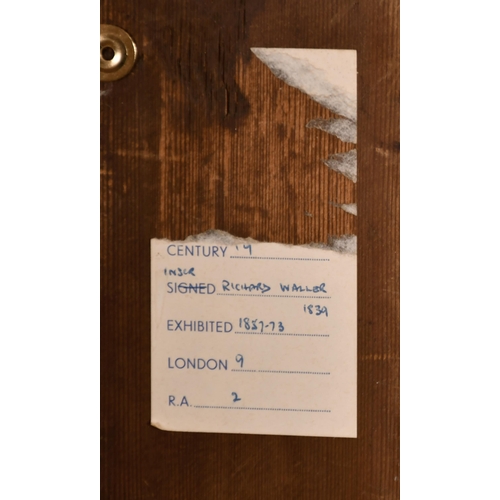 CENTURY 19
INSCR
SIGNED RICHARD WALLER
1839
EXHIBITED 1857-73
LONDON 9
R.A. 2